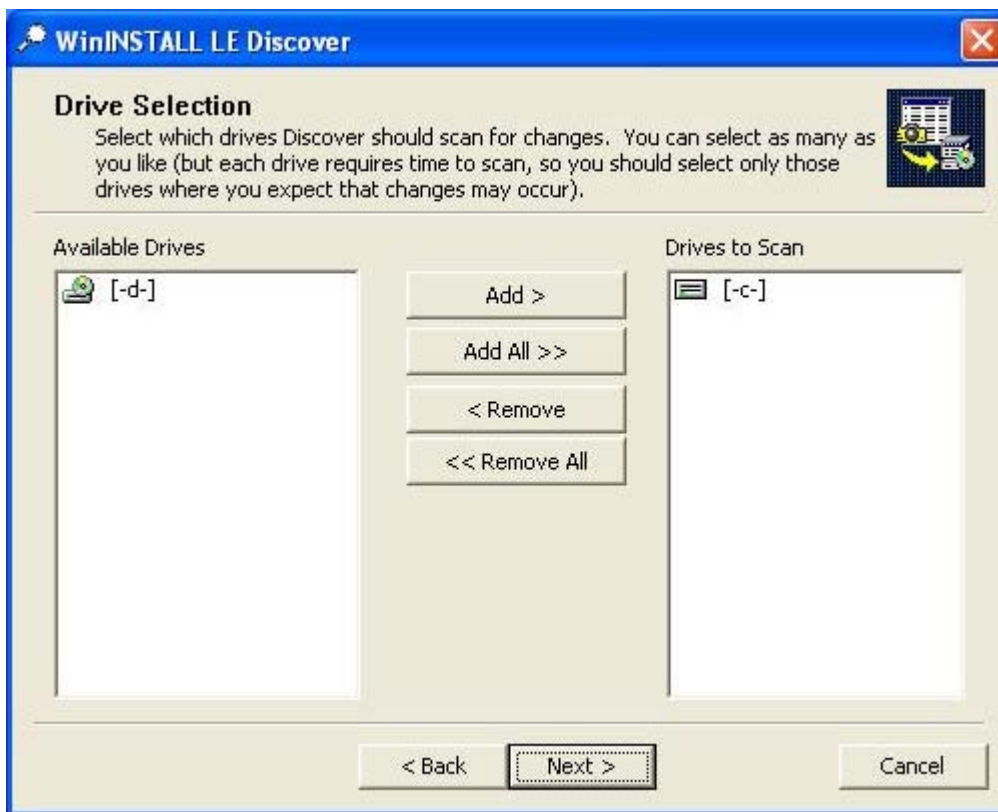 WinINSTALL LE Discover
Drive Selection
Select which drives Discover should scan for changes.  You can select as many as
you like (but each drive requires time to scan, so you should select only those
drives where you expect that changes may occur).
Available Drives
Drives to Scan
[-d-]
[-c-]
Add >
Add All >>
< Remove
<< Remove All
< Back
Next >
Cancel